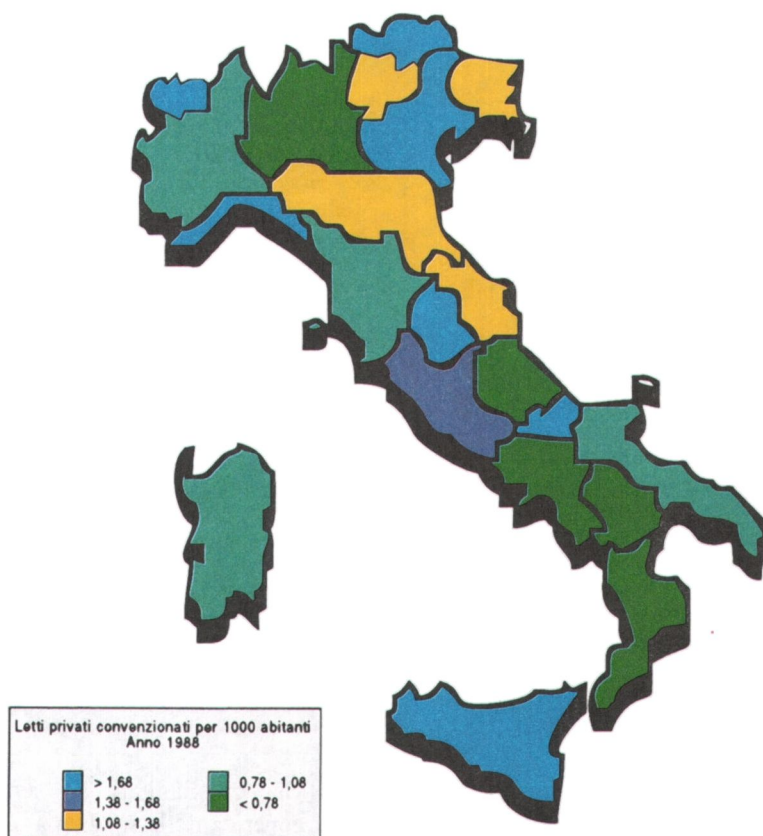 Letti privati convenzionati per 1000 abitanti
Anno 1988
> 1,68
1,38 - 1,68
1,08 - 1,38
0,78 - 1,08
< 0,78